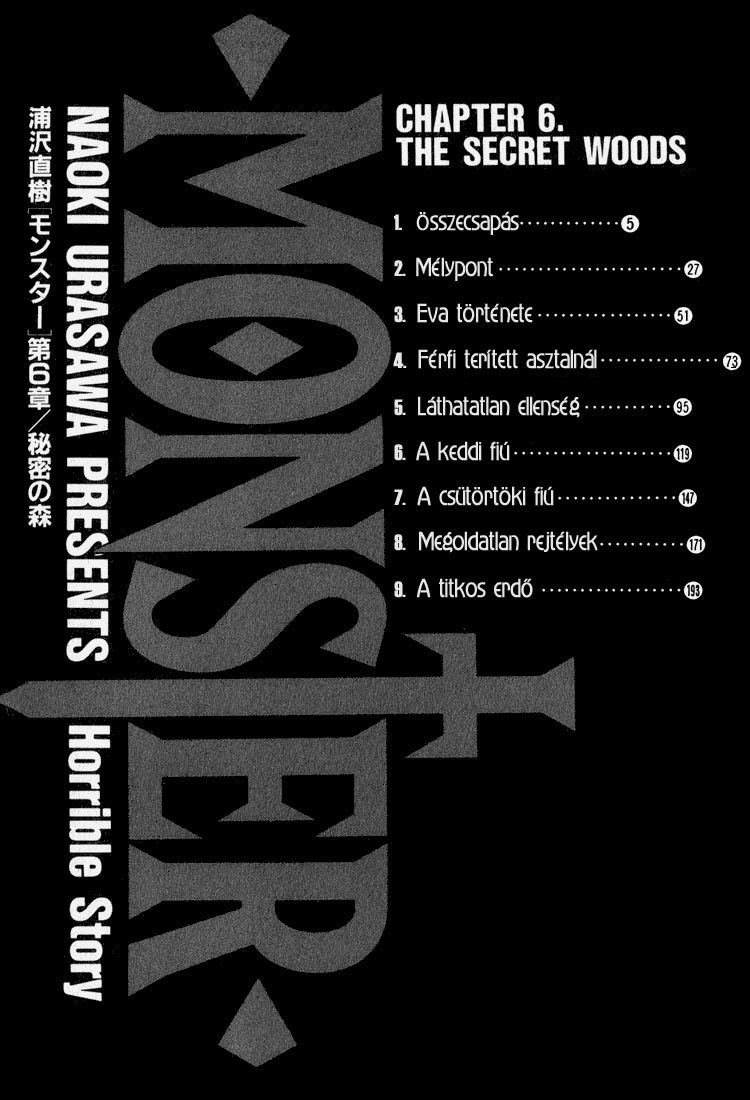 浦沢直樹[モンスター]第6章/秘密の森
NAOKI URASAWA PRESENTS Horrible Story
MONSTER
CHAPTER 6.
THE SECRET WOODS
1. Összecsapás············5
2. Mélypont·······················27
3. Eva története·················51
4. Férfi terített asztalnál···············73
5. Láthatatlan ellenség···········95
6. A keddi fiú····················119
7. A csütörtöki fiú···············147
8. Megoldatlan rejtélyek···········171
9. A titkos erdő··················193